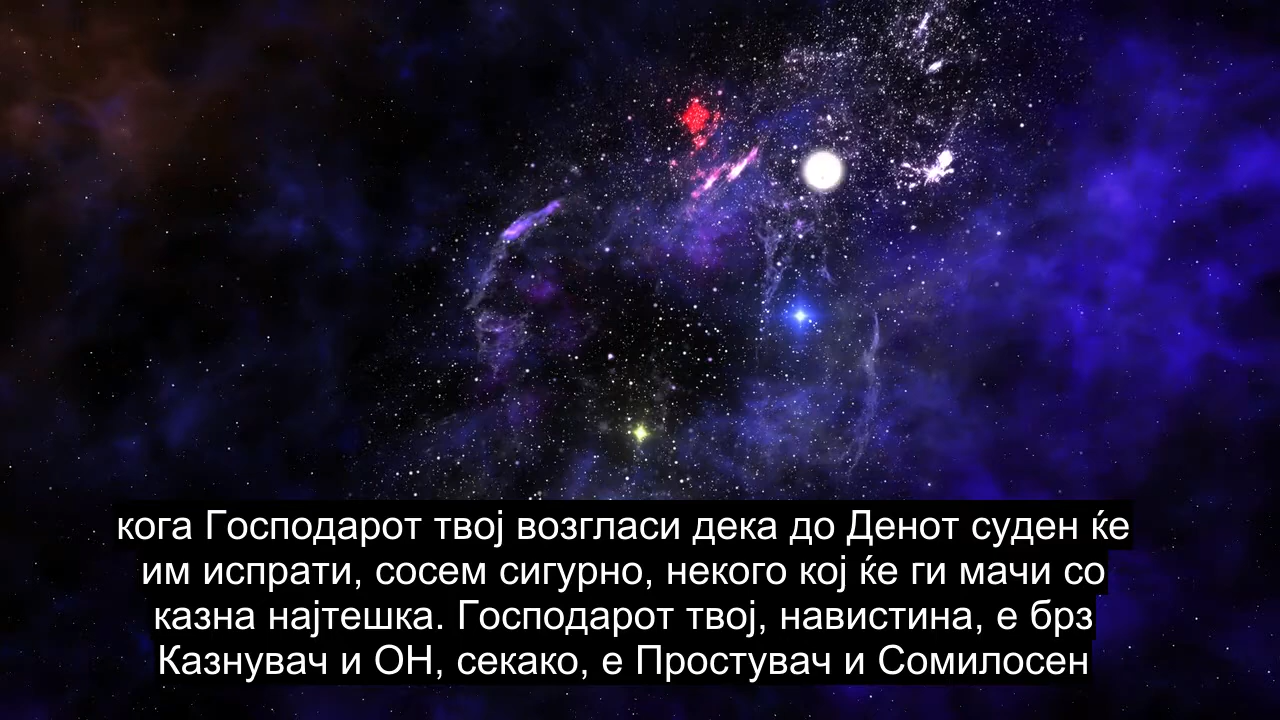 кога Господарот твој возгласи дека до Денот суден ќе
им испрати, сосем сигурно, некого кој ќе ги мачи со
казна најтешка. Господарот твој, навистина, е брз
Казнувач и ОН, секако, е Простувач и Сомилосен